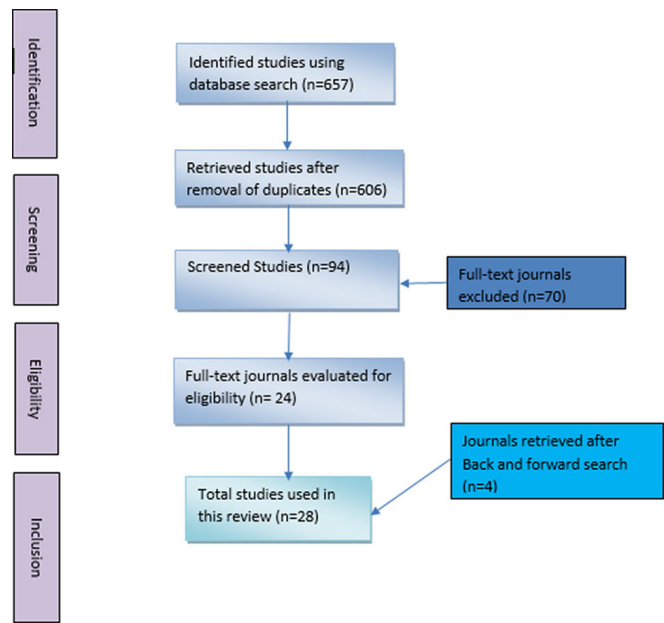 Identification
Identified studies using
database search (n=657)
Retrieved studies after
removal of duplicates (n=606)
Screening
Screened Studies (n=94)
Full-text journals
excluded (n=70)
Eligibility
Full-text journals evaluated for
eligibility (n= 24)
Journals retrieved after
Back and forward search
(n=4)
Inclusion
Total studies used in
this review (n=28)